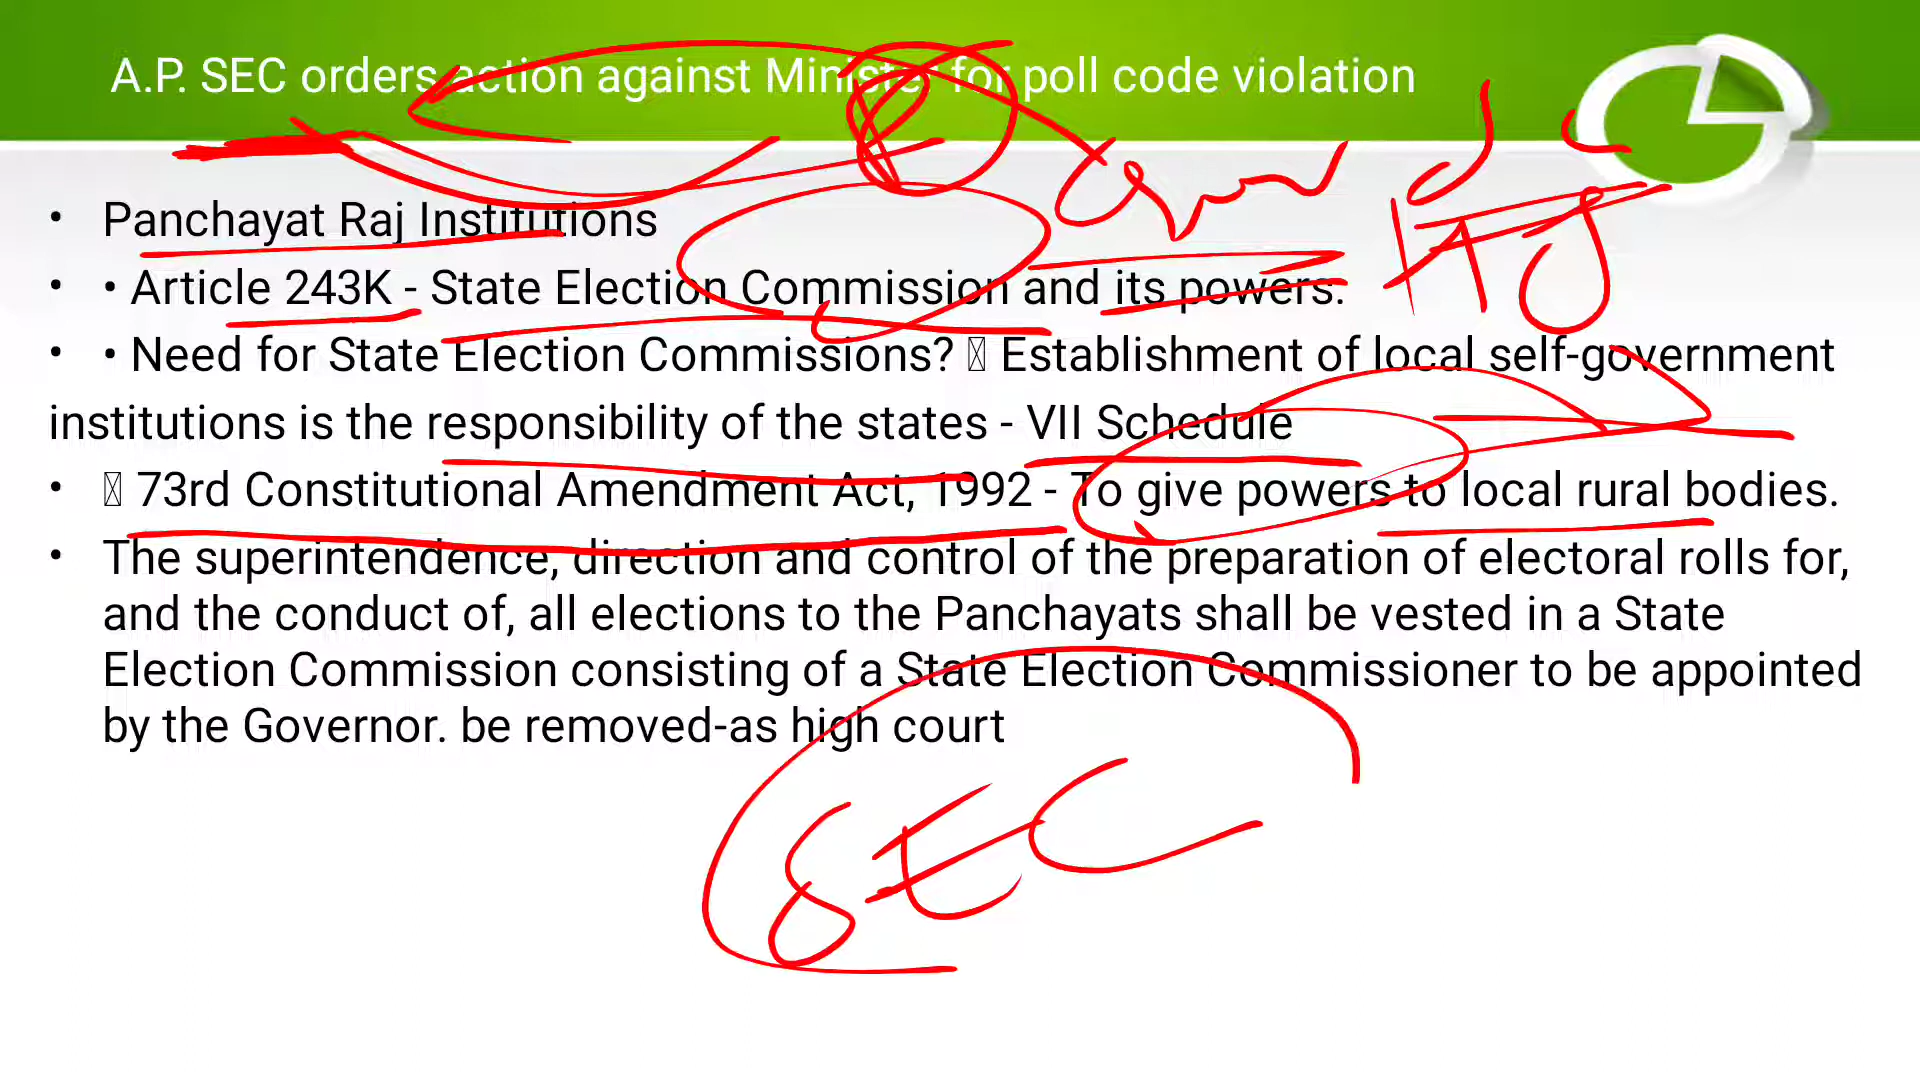 A.P. SEC orders action against Minister for poll code violation
• Panchayat Raj Institutions
• • Article 243K - State Election Commission and its powers.
• • Need for State Election Commissions? Establishment of local self-government
institutions is the responsibility of the states - VII Schedule
• 73rd Constitutional Amendment Act, 1992 - To give powers to local rural bodies.
• The superintendence, direction and control of the preparation of electoral rolls for,
and the conduct of, all elections to the Panchayats shall be vested in a State
Election Commission consisting of a State Election Commissioner to be appointed
by the Governor. be removed-as high court
SEC